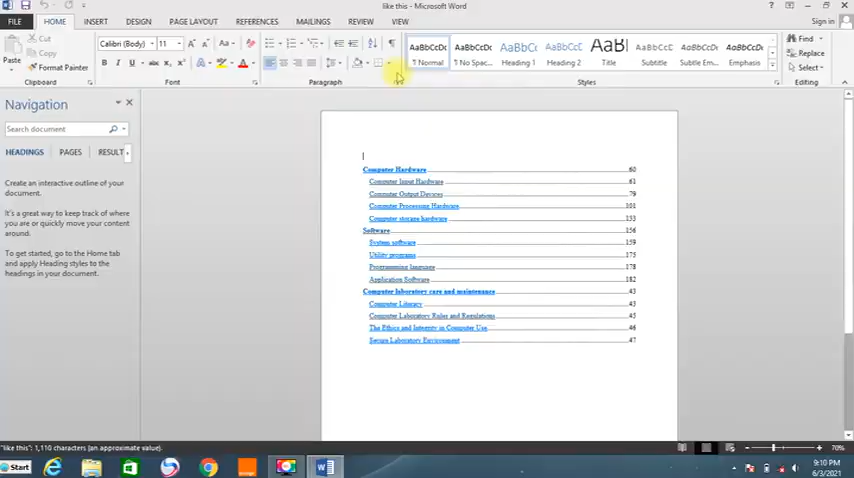 like this - Microsoft Word
Sign in
FILE HOME INSERT DESIGN PAGE LAYOUT REFERENCES MAILINGS REVIEW VIEW
Paste
Cut
Copy
Format Painter
Clipboard
Calibri (Body) 11
Font
Paragraph
AaBbCcDc AaBbCcDc AaBbCc AaBbCcC AaBl AaBbCcC AaBbCcDc AaBbCcDc
¶ Normal ¶ No Spac... Heading 1 Heading 2 Title Subtitle Subtle Em... Emphasis
Styles
Find
Replace
Select
Editing
Navigation
Search document
HEADINGS PAGES RESULT
Create an interactive outline of your
document.
It's a great way to keep track of where
you are or quickly move your content
around.
To get started, go to the Home tab
and apply Heading styles to the
headings in your document.
Computer Hardware 60
Computer Input Hardware 61
Computer Output Devices 79
Computer Processing Hardware 101
Computer storage hardware 133
Software 156
System software 159
Utility programs 175
Programming language 178
Application Software 182
Computer laboratory care and maintenance 43
Computer Literacy 43
Computer Laboratory Rules and Regulations 45
The Ethics and Integrity in Computer Use 46
Secure Laboratory Environment 47
"like this": 1,110 characters (an approximate value).
70%
Start
9:10 PM
6/3/2021